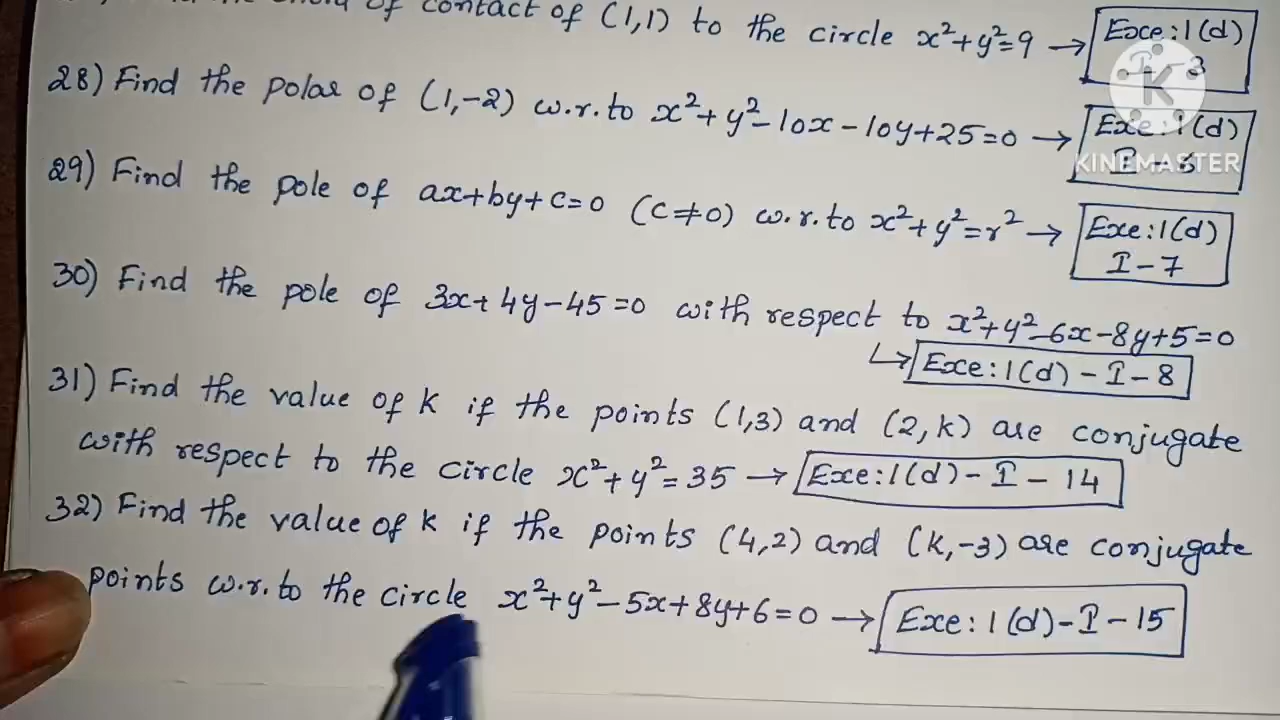 of contact of (1,1) to the circle x²+y²=9 → Exe:1(d)
3
28) Find the polar of (1,-2) w.r.to x²+y²-10x-10y+25=0 → Exe:1(d)
I-6
29) Find the pole of ax+by+c=0 (c≠0) w.r.to x²+y²=r² → Exe:1(d)
I-7
30) Find the pole of 3x+4y-45=0 with respect to x²+y²-6x-8y+5=0
↳ Exe:1(d)-I-8
31) Find the value of k if the points (1,3) and (2,k) are conjugate
with respect to the circle x²+y²=35 → Exe:1(d)-I-14
32) Find the value of k if the points (4,2) and (k,-3) are conjugate
points w.r.to the circle x²+y²-5x+8y+6=0 → Exe:1(d)-I-15
K
KINEMASTER